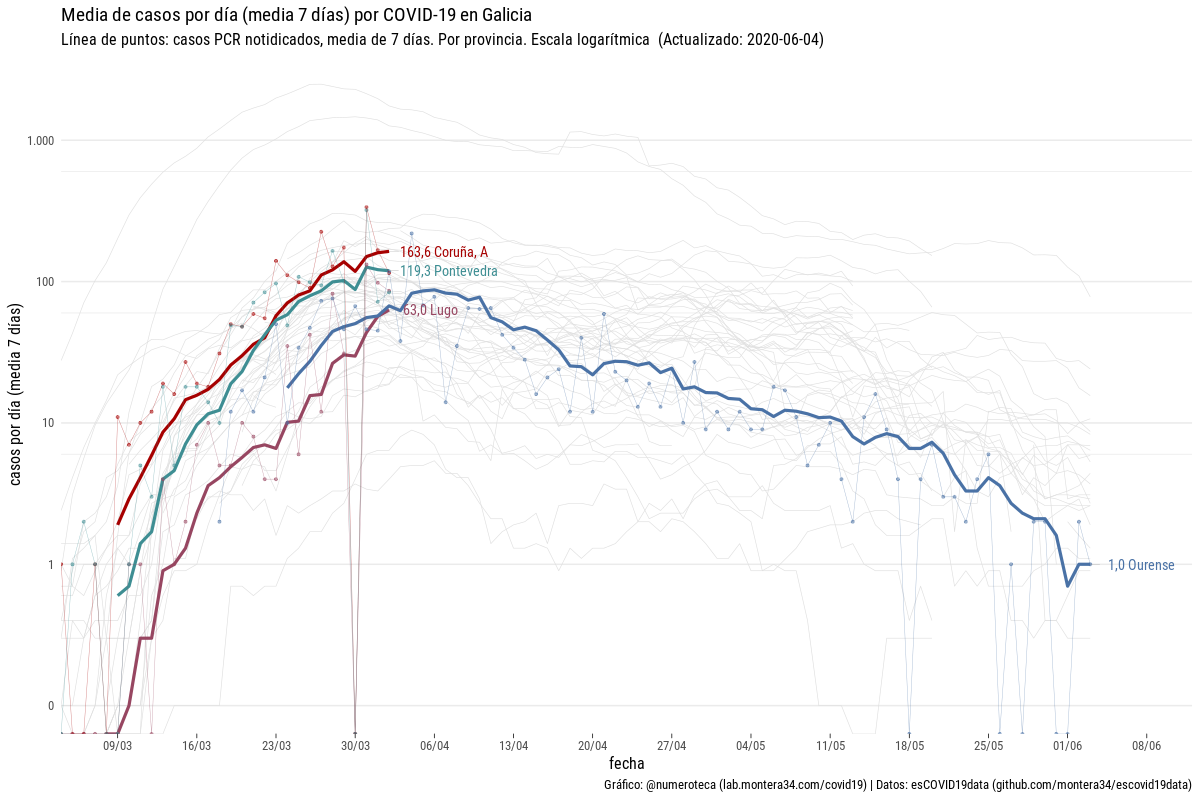 Media de casos por día (media 7 días) por COVID-19 en Galicia
Línea de puntos: casos PCR notidicados, media de 7 días. Por provincia. Escala logarítmica (Actualizado: 2020-06-04)
casos por día (media 7 días)
1.000
100
10
1
0
163,6 Coruña, A
119,3 Pontevedra
63,0 Lugo
1,0 Ourense
09/03 16/03 23/03 30/03 06/04 13/04 20/04 27/04 04/05 11/05 18/05 25/05 01/06 08/06
fecha
Gráfico: @numeroteca (lab.montera34.com/covid19) | Datos: esCOVID19data (github.com/montera34/escovid19data)